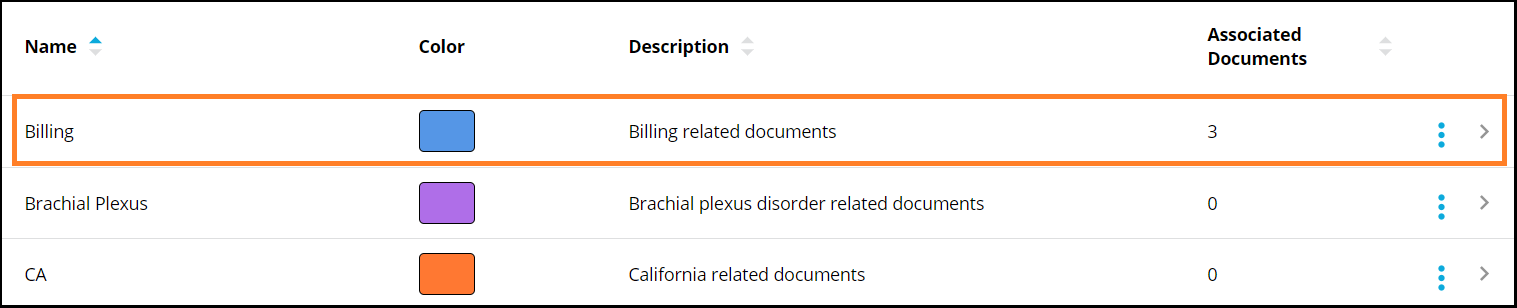 Name Color Description Associated Documents
Billing Billing related documents 3
Brachial Plexus Brachial plexus disorder related documents 0
CA California related documents 0